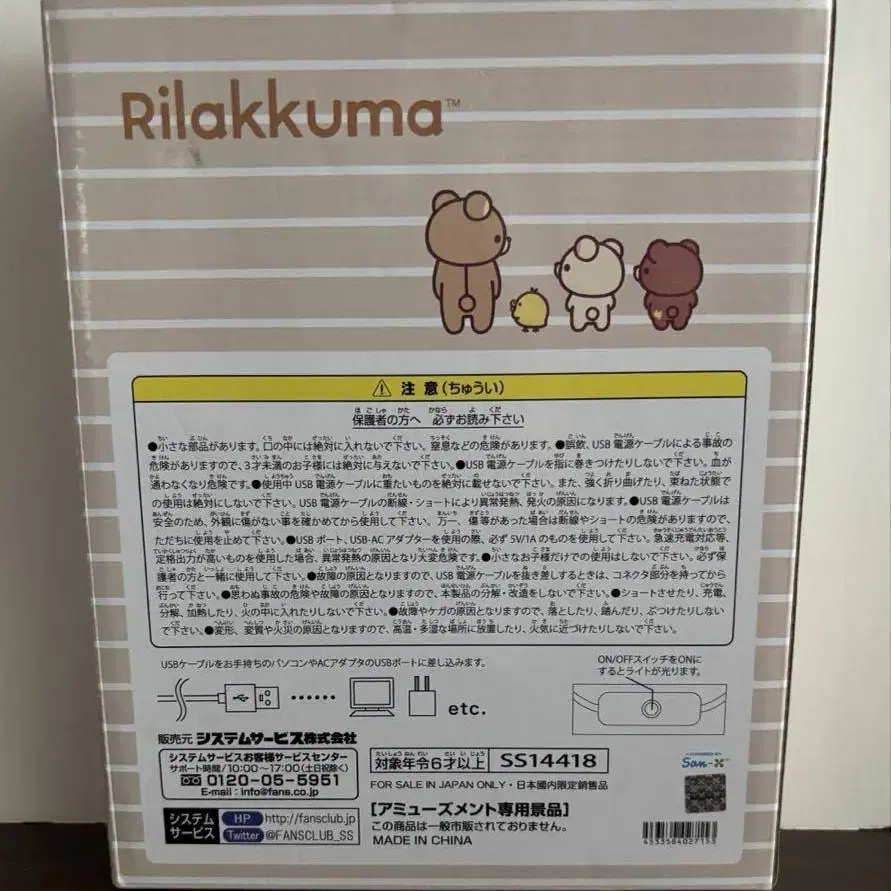 Rilakkuma™
注意(ちゅうい)
保護者の方へ 必ずお読み下さい
●小さな部品があります。口の中には絶対に入れないで下さい。窒息などの危険があります。●誤飲、USB電源ケーブルによる事故の
危険がありますので、3才未満のお子様には絶対に与えないで下さい。●USB電源ケーブルを指に巻きつけたりしないで下さい。血が
通わなくなり危険です。●使用中USB電源ケーブルに重たいものを絶対に載せないで下さい。また、強く折り曲げたり、束ねた状態で
の使用は絶対にしないで下さい。USB電源ケーブルの断線・ショートにより異常発熱、発火の原因になります。●USB電源ケーブルは
安全のため、外観に傷がない事を確かめてから使用して下さい。万一、傷等があった場合は断線やショートの危険がありますので、
ただちに使用を止めて下さい。●USBポート、USB-ACアダプターを使用の際、必ず5V/1Aのものを使用して下さい。急速充電対応等、
定格出力が高いものを使用した場合、異常発熱の原因となり大変危険です。●小さなお子様だけでの使用はしないで下さい。必ず保
護者の方と一緒に使用して下さい。●故障の原因となりますので、USB電源ケーブルを抜き差しするときは、コネクタ部分を持ってから
行って下さい。●思わぬ事故の危険や故障の原因となりますので、本製品の分解・改造をしないで下さい。●ショートさせたり、充電、
分解、加熱したり、火の中に入れたりしないで下さい。●故障やケガの原因となりますので、落としたり、踏んだり、ぶつけたりしない
で下さい。●変形、変質や火災の原因となりますので、高温・多湿な場所に放置したり、火気に近づけたりしないで下さい。
USBケーブルをお手持ちのパソコンやACアダプタのUSBポートに差し込みます。
ON/OFFスイッチをONに
するとライトが光ります。
etc.
販売元 システムサービス株式会社
システムサービスお客様サービスセンター
サポート時間/10:00〜17:00(土日祝除く)
0120-05-5951
E-mail:info@fans.co.jp
システム
サービス
HP http://fansclub.jp
Twitter @FANSCLUB_SS
対象年令6才以上 SS14418
FOR SALE IN JAPAN ONLY・日本国内限定販売品
[アミューズメント専用景品]
この商品は一般市販されておりません。
MADE IN CHINA
San-X
4533584027133